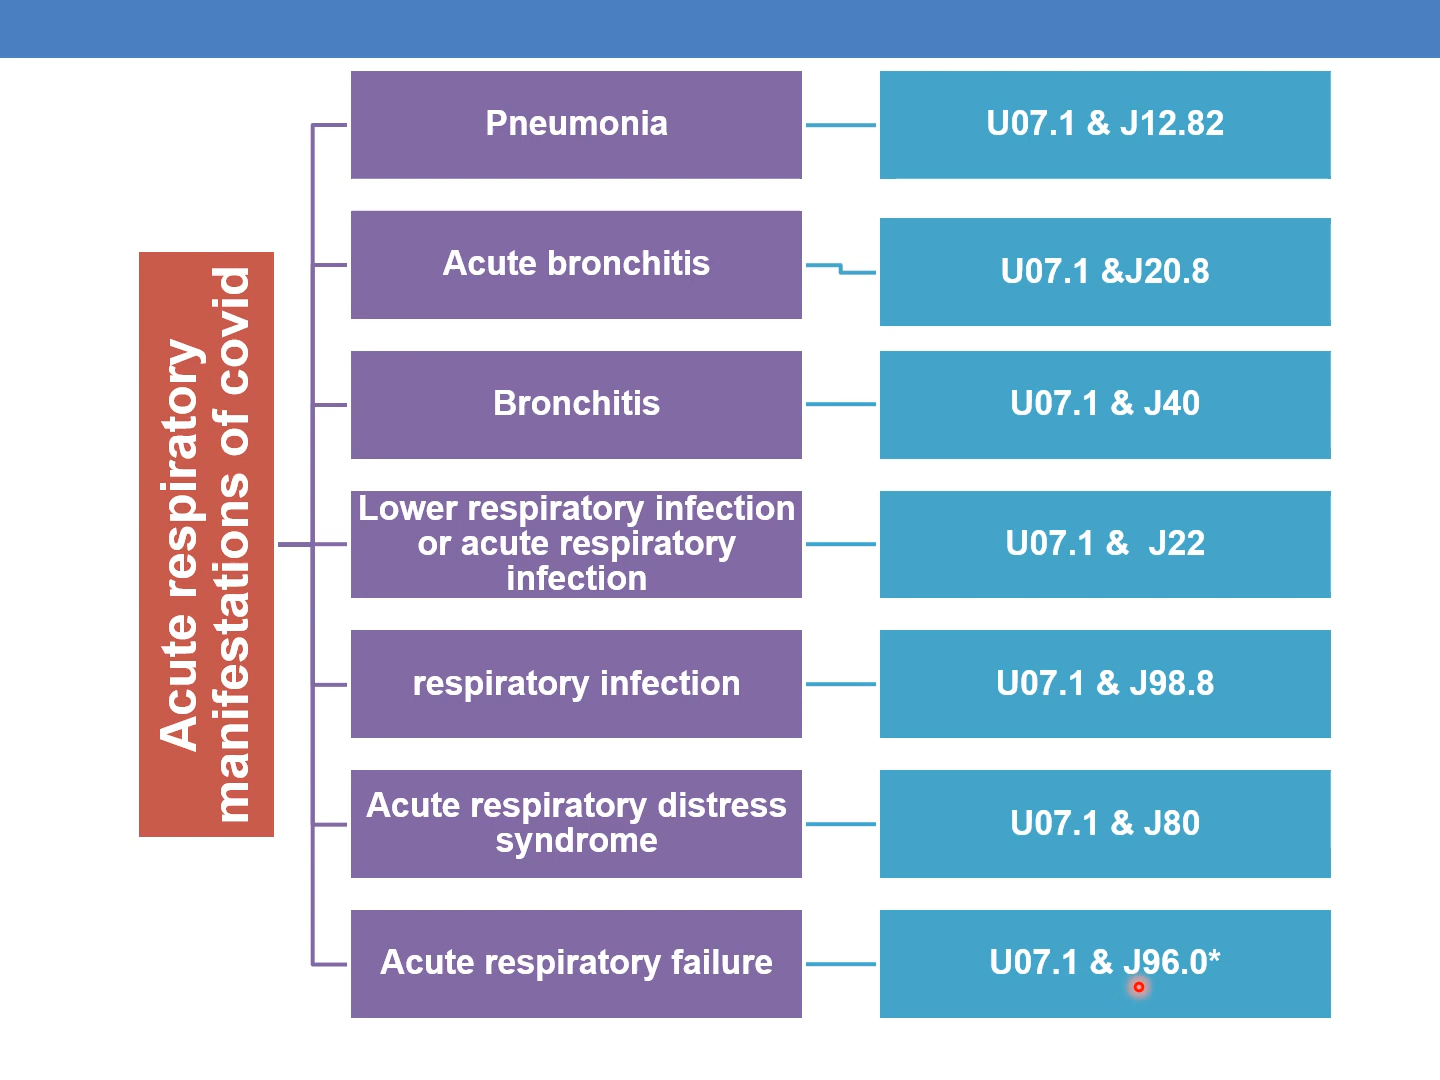 Acute respiratory
manifestations of covid
Pneumonia
U07.1 & J12.82
Acute bronchitis
U07.1 &J20.8
Bronchitis
U07.1 & J40
Lower respiratory infection
or acute respiratory
infection
U07.1 &  J22
respiratory infection
U07.1 & J98.8
Acute respiratory distress
syndrome
U07.1 & J80
Acute respiratory failure
U07.1 & J96.0*